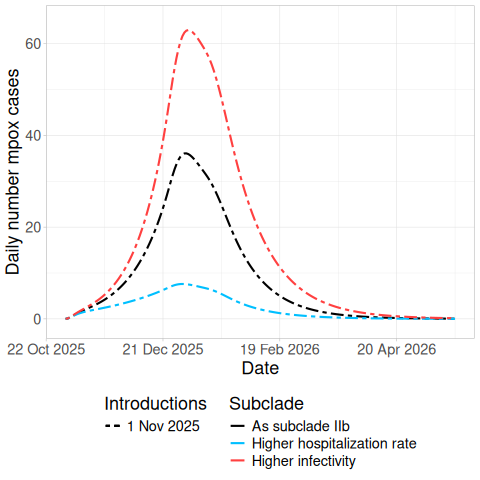 Daily number mpox cases
60
40
20
0
22 Oct 2025 21 Dec 2025 19 Feb 2026 20 Apr 2026
Date
Introductions
1 Nov 2025
Subclade
As subclade IIb
Higher hospitalization rate
Higher infectivity